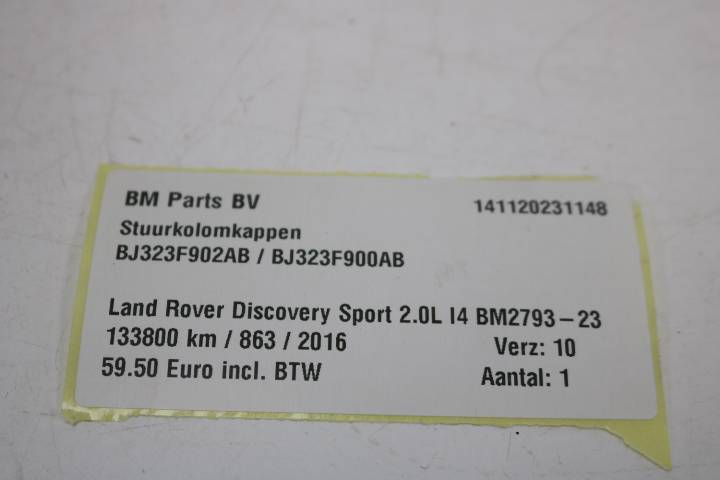 BM Parts BV 141120231148
Stuurkolomkappen
BJ323F902AB / BJ323F900AB
Land Rover Discovery Sport 2.0L I4 BM2793-23
133800 km / 863 / 2016 Verz: 10
59.50 Euro incl. BTW Aantal: 1